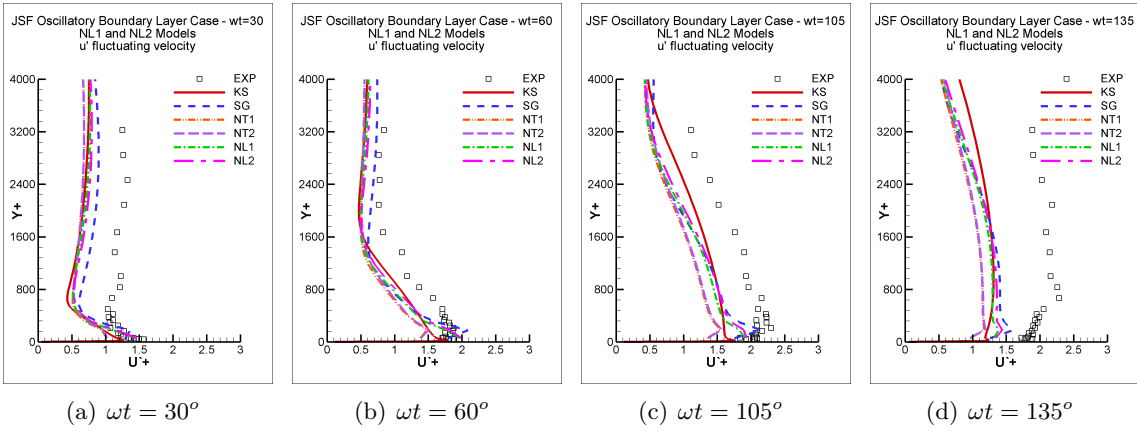 JSF Oscillatory Boundary Layer Case - wt=30
NL1 and NL2 Models
u' fluctuating velocity
4000
3200
2400
1600
800
0
Y+
EXP
KS
SG
NT1
NT2
NL1
NL2
0 0.5 1 1.5 2 2.5 3
U`+
(a) ωt = 30°
JSF Oscillatory Boundary Layer Case - wt=60
NL1 and NL2 Models
u' fluctuating velocity
4000
3200
2400
1600
800
0
Y+
EXP
KS
SG
NT1
NT2
NL1
NL2
0 0.5 1 1.5 2 2.5 3
U`+
(b) ωt = 60°
JSF Oscillatory Boundary Layer Case - wt=105
NL1 and NL2 Models
u' fluctuating velocity
4000
3200
2400
1600
800
0
Y+
EXP
KS
SG
NT1
NT2
NL1
NL2
0 0.5 1 1.5 2 2.5 3
U`+
(c) ωt = 105°
JSF Oscillatory Boundary Layer Case - wt=135
NL1 and NL2 Models
u' fluctuating velocity
4000
3200
2400
1600
800
0
Y+
EXP
KS
SG
NT1
NT2
NL1
NL2
0 0.5 1 1.5 2 2.5 3
U`+
(d) ωt = 135°